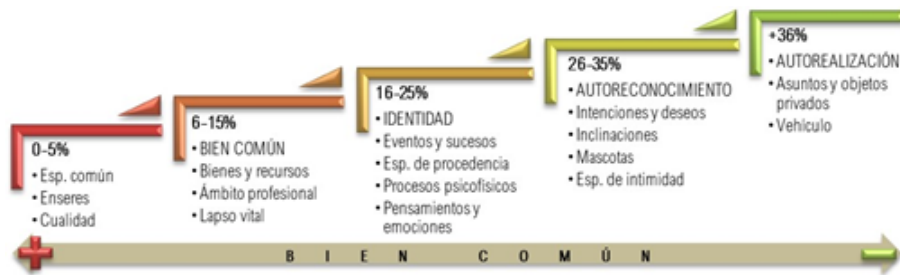 0-5%
• Esp. común
• Enseres
• Cualidad
6-15%
• BIEN COMÚN
• Bienes y recursos
• Ámbito profesional
• Lapso vital
16-25%
• IDENTIDAD
• Eventos y sucesos
• Esp. de procedencia
• Procesos psicofísicos
• Pensamientos y
emociones
26-35%
• AUTORECONOCIMIENTO
• Intenciones y deseos
• Inclinaciones
• Mascotas
• Esp. de intimidad
+36%
• AUTOREALIZACIÓN
• Asuntos y objetos
privados
• Vehículo
BIEN COMÚN